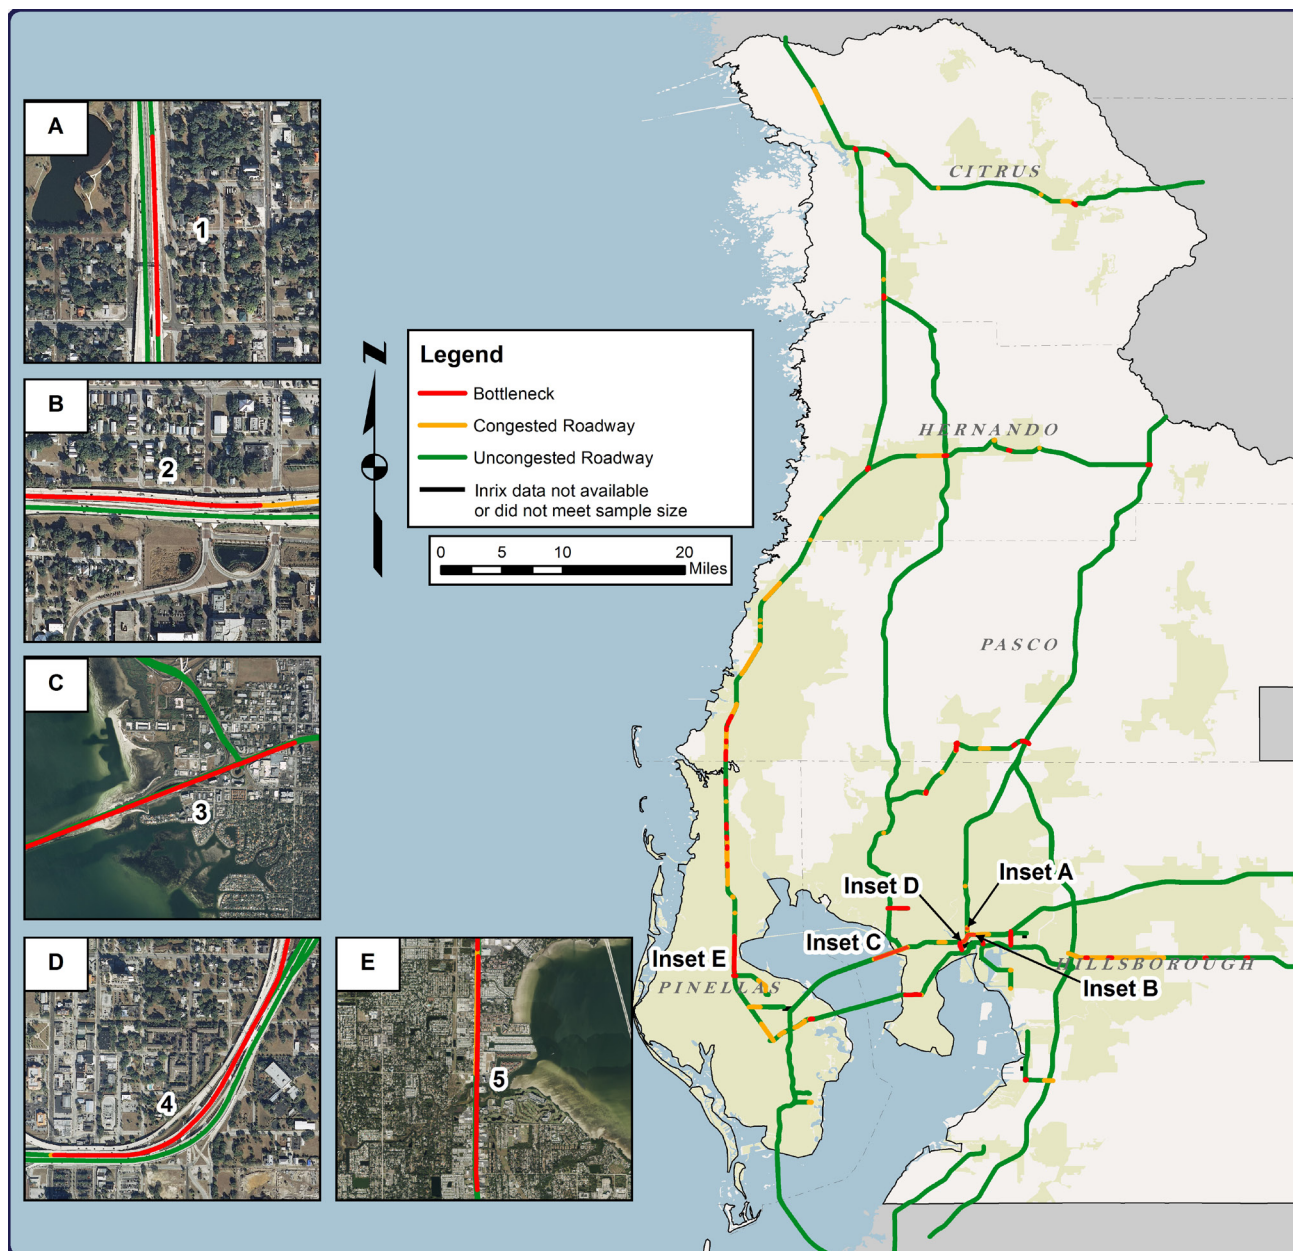 A
1
B
2
C
3
D
4
E
5
N
Legend
Bottleneck
Congested Roadway
Uncongested Roadway
Inrix data not available
or did not meet sample size
0 5 10 20
Miles
CITRUS
HERNANDO
PASCO
Inset D
Inset A
Inset C
Inset E
HILLSBOROUGH
PINELLAS
Inset B